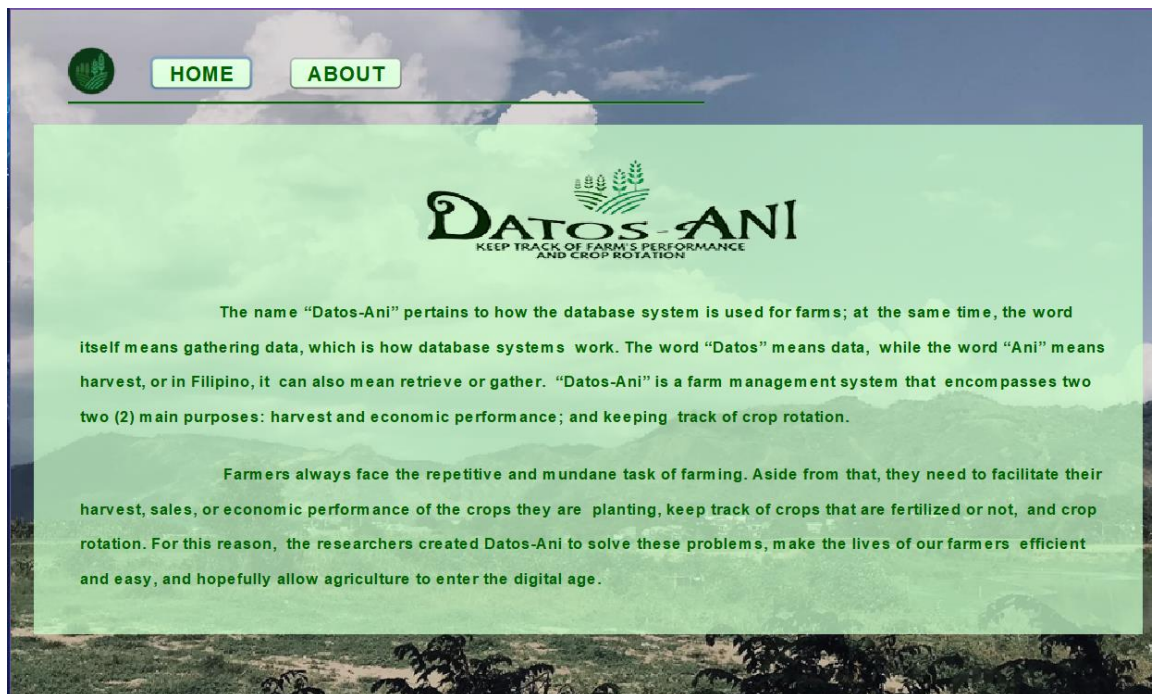 HOME ABOUT
DATOS-ANI
KEEP TRACK OF FARM'S PERFORMANCE
AND CROP ROTATION
The name “Datos-Ani” pertains to how the database system is used for farms; at the same time, the word
itself means gathering data, which is how database systems work. The word “Datos” means data, while the word “Ani” means
harvest, or in Filipino, it can also mean retrieve or gather. “Datos-Ani” is a farm management system that encompasses two
two (2) main purposes: harvest and economic performance; and keeping track of crop rotation.
Farmers always face the repetitive and mundane task of farming. Aside from that, they need to facilitate their
harvest, sales, or economic performance of the crops they are planting, keep track of crops that are fertilized or not, and crop
rotation. For this reason, the researchers created Datos-Ani to solve these problems, make the lives of our farmers efficient
and easy, and hopefully allow agriculture to enter the digital age.